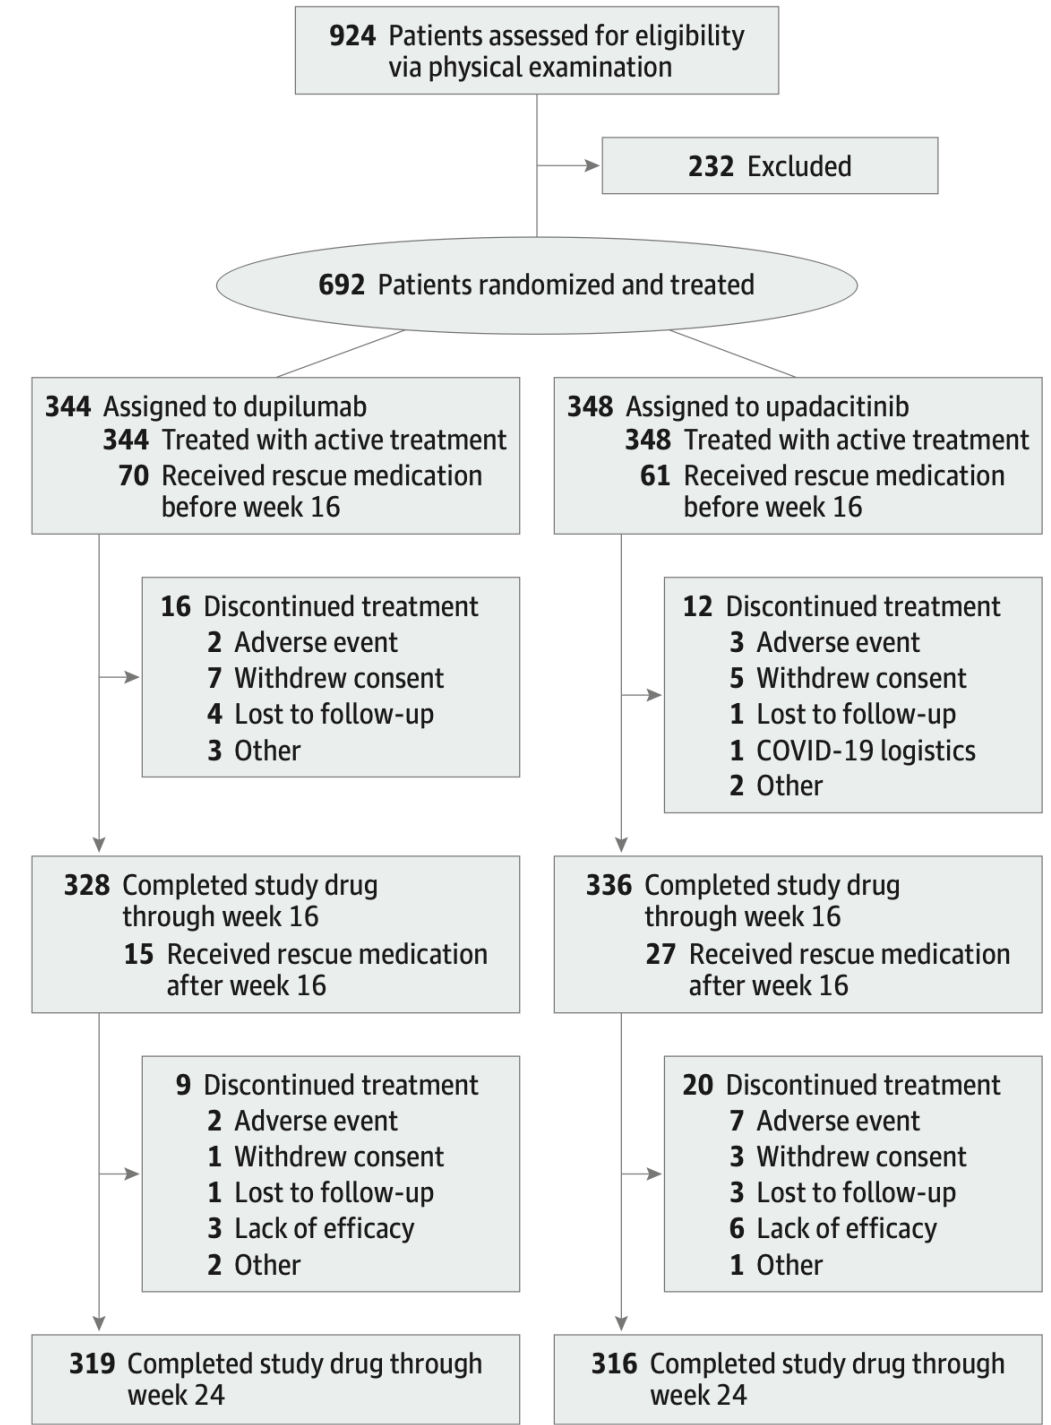 924 Patients assessed for eligibility
via physical examination
232 Excluded
692 Patients randomized and treated
344 Assigned to dupilumab
344 Treated with active treatment
70 Received rescue medication
before week 16
348 Assigned to upadacitinib
348 Treated with active treatment
61 Received rescue medication
before week 16
16 Discontinued treatment
2 Adverse event
7 Withdrew consent
4 Lost to follow-up
3 Other
12 Discontinued treatment
3 Adverse event
5 Withdrew consent
1 Lost to follow-up
1 COVID-19 logistics
2 Other
328 Completed study drug
through week 16
15 Received rescue medication
after week 16
336 Completed study drug
through week 16
27 Received rescue medication
after week 16
9 Discontinued treatment
2 Adverse event
1 Withdrew consent
1 Lost to follow-up
3 Lack of efficacy
2 Other
20 Discontinued treatment
7 Adverse event
3 Withdrew consent
3 Lost to follow-up
6 Lack of efficacy
1 Other
319 Completed study drug through
week 24
316 Completed study drug through
week 24